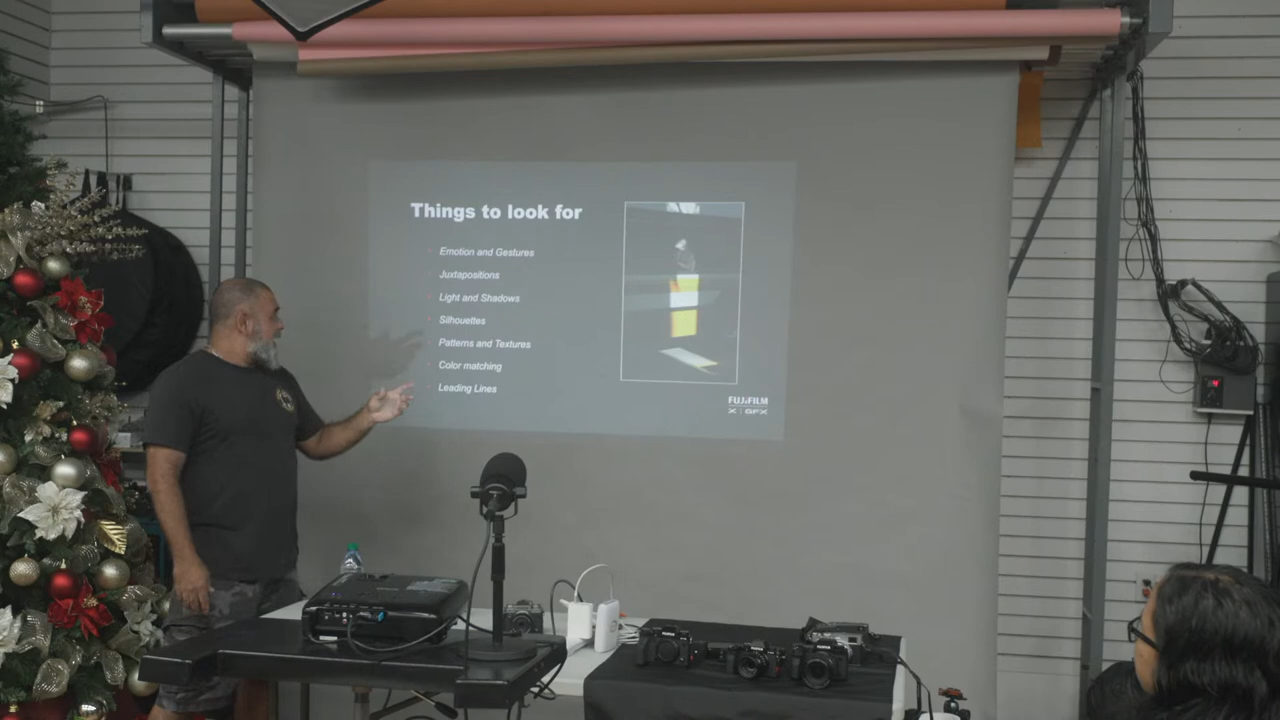 Things to look for
Emotion and Gestures
Juxtapositions
Light and Shadows
Silhouettes
Patterns and Textures
Color matching
Leading Lines
FUJIFILM
X | GFX